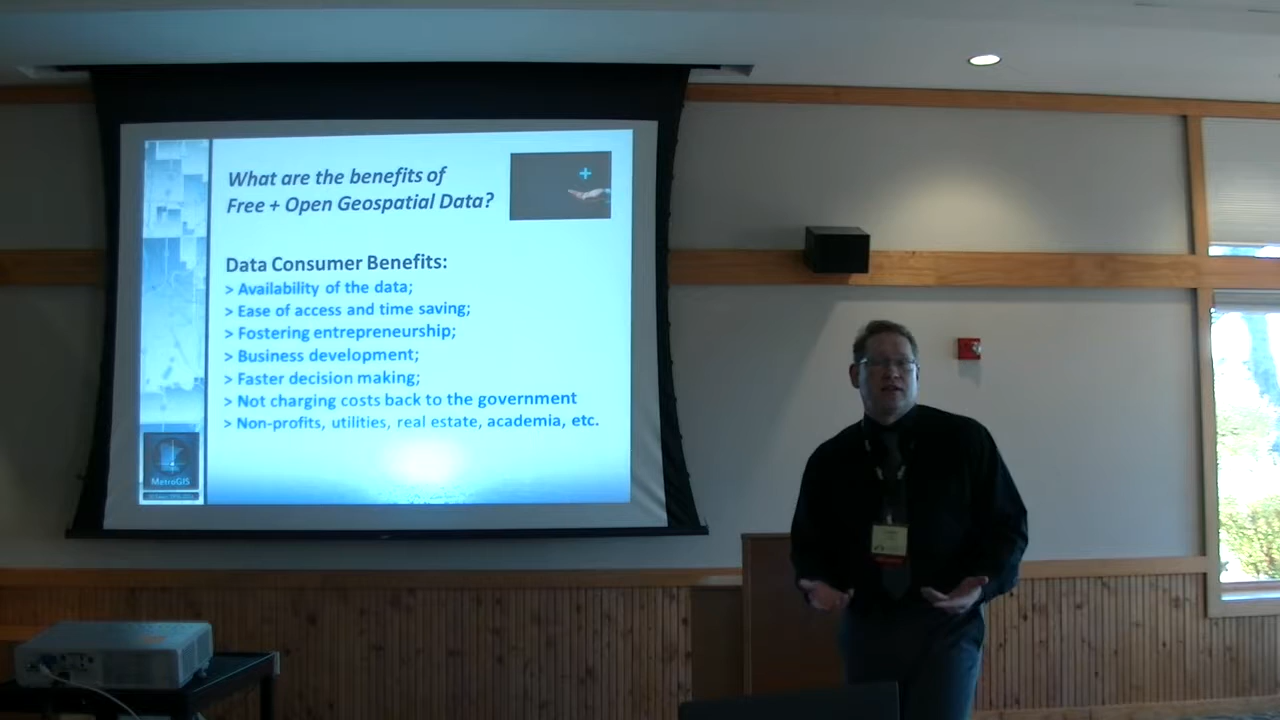 What are the benefits of
Free + Open Geospatial Data?
Data Consumer Benefits:
> Availability of the data;
> Ease of access and time saving;
> Fostering entrepreneurship;
> Business development;
> Faster decision making;
> Not charging costs back to the government
> Non-profits, utilities, real estate, academia, etc.
MetroGIS